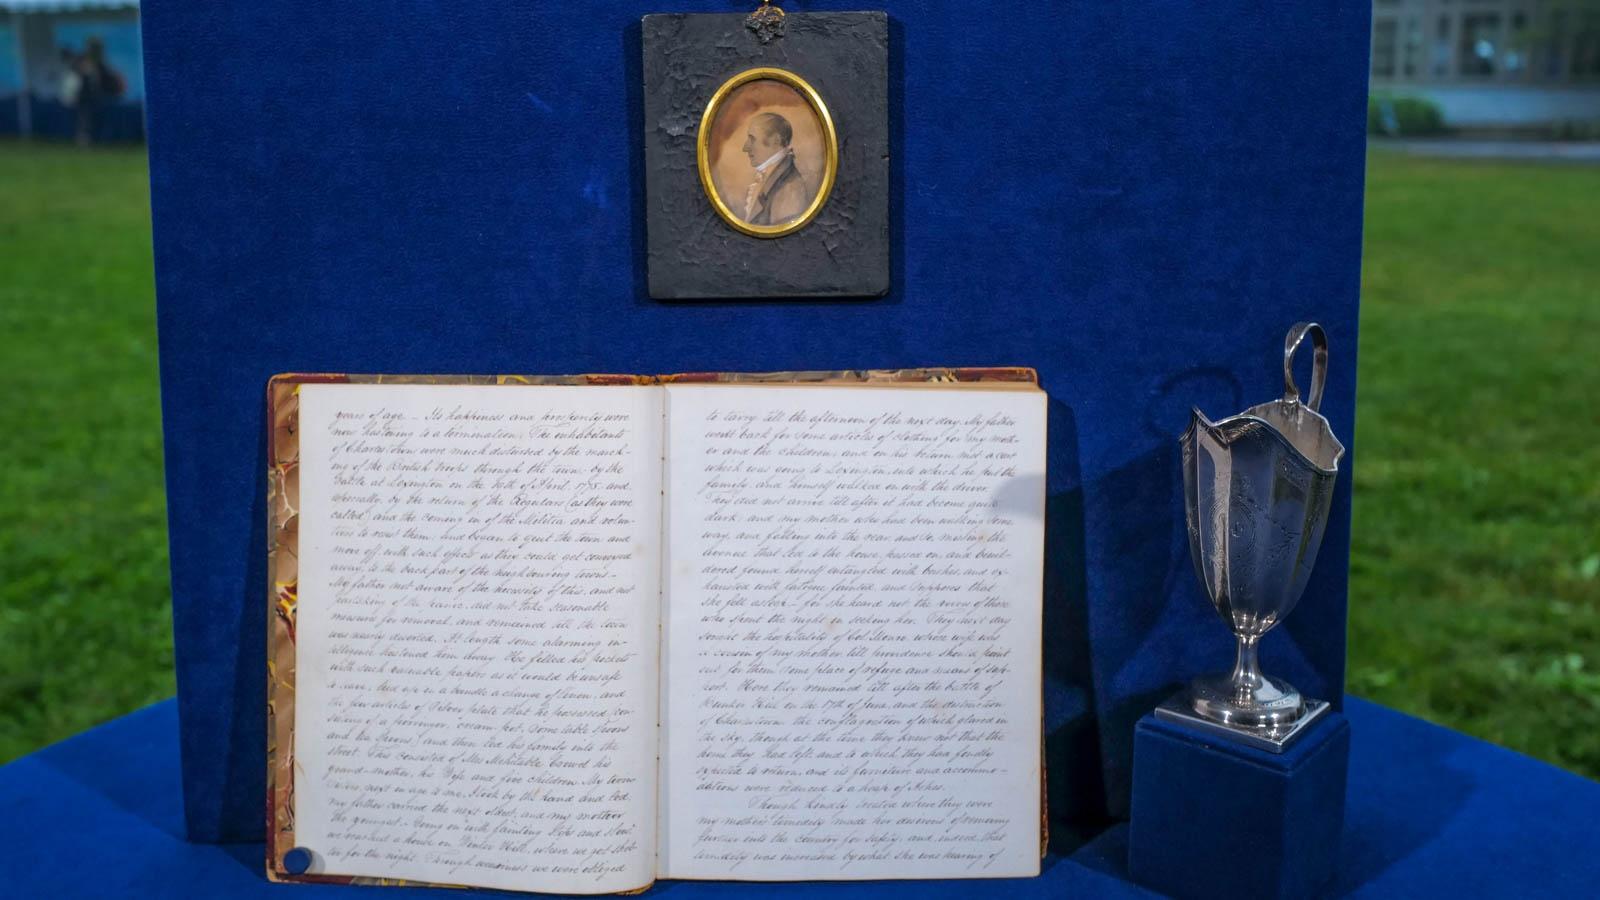 years of age – Its happiness and prosperity were
now hastening to a termination. The inhabitants
of Charlestown were much disturbed by the march-
ing of the British troops through the town; by the
battle at Lexington on the 19th of April, 1775, and
especially by the return of the Regulars (as they were
called) and the coming in of the Militia and volun-
tiers to resist them, and began to quit the town and
move off with such effects as they could get conveyed
away, to the back part of the neighbouring towns –
My father not aware of the necessity of this, and not
partaking of the panic, did not take seasonable
measures for removal, and remained till the town
was nearly deserted. At length some alarming in-
telligence hastened them away. He filled his pockets
with such valuable papers as it would be unsafe
to leave, tied up in a bundle a change of linen, and
the few articles of Silver plate that he possessed (con-
sisting of a porringer, cream pot, some table spoons
and tea spoons) and then led his family into the
street. This consisted of Mrs Mehitable
grand-mother, his Wife and five children. My twin
next in age to me, I took by the hand and led,
my father carried the next oldest, and my mother
the youngest. – Going on with fainting steps and slow,
we reached a house on Winter Hill, where we got shel-
ter for the night. Through weariness we were obliged
to tarry till the afternoon of the next day. My father
went back for some articles of clothing for my moth-
er and the children; and on his return met a cart
which was going to Lexington, into which he put the
family, and himself walked on with the driver.
They did not arrive till after it had become quite
dark; and my mother who had been walking some
way, and falling into the rear, and so, missing the
avenue that led to the house, passed on, and bewil-
dered found herself entangled with bushes, and ex-
hausted with fatigue fainted, and supposes that
she fell asleep – for she heard not the voices of those
who spent the night in seeking her. They next day
sought the hospitality of Col. Munro, whose wife was
a cousin of my mother, till providence should point
out for them some place of refuge and means of sup-
port. Here they remained till after the battle of
Bunker Hill on the 17th of June, and the destruction
of Charlestown, the conflagration of which glared in
the sky, though at the time they knew not that the
home they had left, and to which they had fondly
expected to return, and its furniture and accommo-
dations were reduced to a heap of Ashes.
Though kindly treated where they were
my mother's timidity made her desirous of removing
further into the country for safety, and indeed that
timidity was increased by what she was hearing of